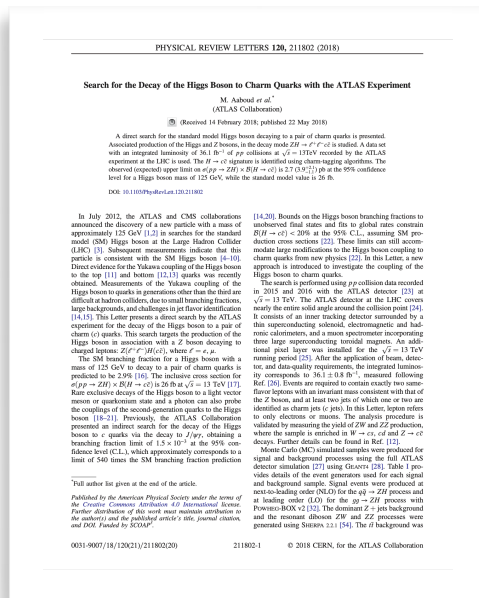 PHYSICAL REVIEW LETTERS 120, 211802 (2018)
Search for the Decay of the Higgs Boson to Charm Quarks with the ATLAS Experiment
M. Aaboud et al.*
(ATLAS Collaboration)
(Received 14 February 2018; published 22 May 2018)
A direct search for the standard model Higgs boson decaying to a pair of charm quarks is presented.
Associated production of the Higgs and Z bosons, in the decay mode ZH → ℓ⁺ℓ⁻cc̄ is studied. A data
set with an integrated luminosity of 36.1 fb⁻¹ of pp collisions at √s = 13TeV recorded by the ATLAS
experiment at the LHC is used. The H → cc̄ signature is identified using charm-tagging algorithms. The
observed (expected) upper limit on σ(pp → ZH) × B(H → cc̄) is 2.7 (3.9) pb at the 95% confidence
level for a Higgs boson mass of 125 GeV, while the standard model value is 26 fb.
DOI: 10.1103/PhysRevLett.120.211802
In July 2012, the ATLAS and CMS collaborations
announced the discovery of a new particle with a mass of
approximately 125 GeV [1,2] in searches for the standard
model (SM) Higgs boson at the Large Hadron Collider
(LHC) [3]. Subsequent measurements indicate that this
particle is consistent with the SM Higgs boson [4–10].
Direct evidence for the Yukawa coupling of the Higgs boson
to the top [11] and bottom [12,13] quarks was recently
obtained. Measurements of the Yukawa coupling of the
Higgs boson to quarks in generations other than the third are
difficult at hadron colliders, due to small branching fractions,
large backgrounds, and challenges in jet flavor identification
[14,15]. This Letter presents a direct search by the ATLAS
experiment for the decay of the Higgs boson to a pair of
charm (c) quarks. This search targets the production of the
Higgs boson in association with a Z boson decaying to
charged leptons: Z(ℓ⁺ℓ⁻)H(cc̄), where ℓ = e, μ.
The SM branching fraction for a Higgs boson with a
mass of 125 GeV to decay to a pair of charm quarks is
predicted to be 2.9% [16]. The inclusive cross section for
σ(pp → ZH) × B(H → cc̄) is 26 fb at √s = 13 TeV [17].
Rare exclusive decays of the Higgs boson to a light vector
meson or quarkonium state and a photon can also probe
the couplings of the second-generation quarks to the Higgs
boson [18–21]. Previously, the ATLAS Collaboration
presented an indirect search for the decay of the Higgs
boson to c quarks via the decay to J/ψγ, obtaining a
branching fraction limit of 1.5 × 10⁻³ at the 95% con-
fidence level (C.L.), which approximately corresponds to a
limit of 540 times the SM branching fraction prediction
*Full author list given at the end of the article.
Published by the American Physical Society under the terms of
the Creative Commons Attribution 4.0 International license.
Further distribution of this work must maintain attribution to
the author(s) and the published article's title, journal citation,
and DOI. Funded by SCOAP³.
[14,20]. Bounds on the Higgs boson branching fractions to
unobserved final states and fits to global rates constrain
B(H → cc̄) < 20% at the 95% C.L., assuming SM pro-
duction cross sections [22]. These limits can still accom-
modate large modifications to the Higgs boson coupling to
charm quarks from new physics [22]. In this Letter, a new
approach is introduced to investigate the coupling of the
Higgs boson to charm quarks.
The search is performed using pp collision data recorded
in 2015 and 2016 with the ATLAS detector [23] at
√s = 13 TeV. The ATLAS detector at the LHC covers
nearly the entire solid angle around the collision point [24].
It consists of an inner tracking detector surrounded by a
thin superconducting solenoid, electromagnetic and had-
ronic calorimeters, and a muon spectrometer incorporating
three large superconducting toroidal magnets. An addi-
tional pixel layer was installed for the √s = 13 TeV
running period [25]. After the application of beam, detec-
tor, and data-quality requirements, the integrated luminos-
ity corresponds to 36.1 ± 0.8 fb⁻¹, measured following
Ref. [26]. Events are required to contain exactly two same-
flavor leptons with an invariant mass consistent with that of
the Z boson, and at least two jets of which one or two are
identified as charm jets (c jets). In this Letter, lepton refers
to only electrons or muons. The analysis procedure is
validated by measuring the yield of ZW and ZZ production,
where the sample is enriched in W → cs, cd and Z → cc̄
decays. Further details can be found in Ref. [12].
Monte Carlo (MC) simulated samples were produced for
signal and background processes using the full ATLAS
detector simulation [27] using GEANT4 [28]. Table I pro-
vides details of the event generators used for each signal
and background sample. Signal events were produced at
next-to-leading order (NLO) for the qq̄ → ZH process and
at leading order (LO) for the gg → ZH process with
POWHEG-BOX v2 [32]. The dominant Z + jets background
and the resonant diboson ZW and ZZ processes were
generated using SHERPA 2.2.1 [54]. The tt̄ background was
0031-9007/18/120(21)/211802(20)
211802-1
© 2018 CERN, for the ATLAS Collaboration